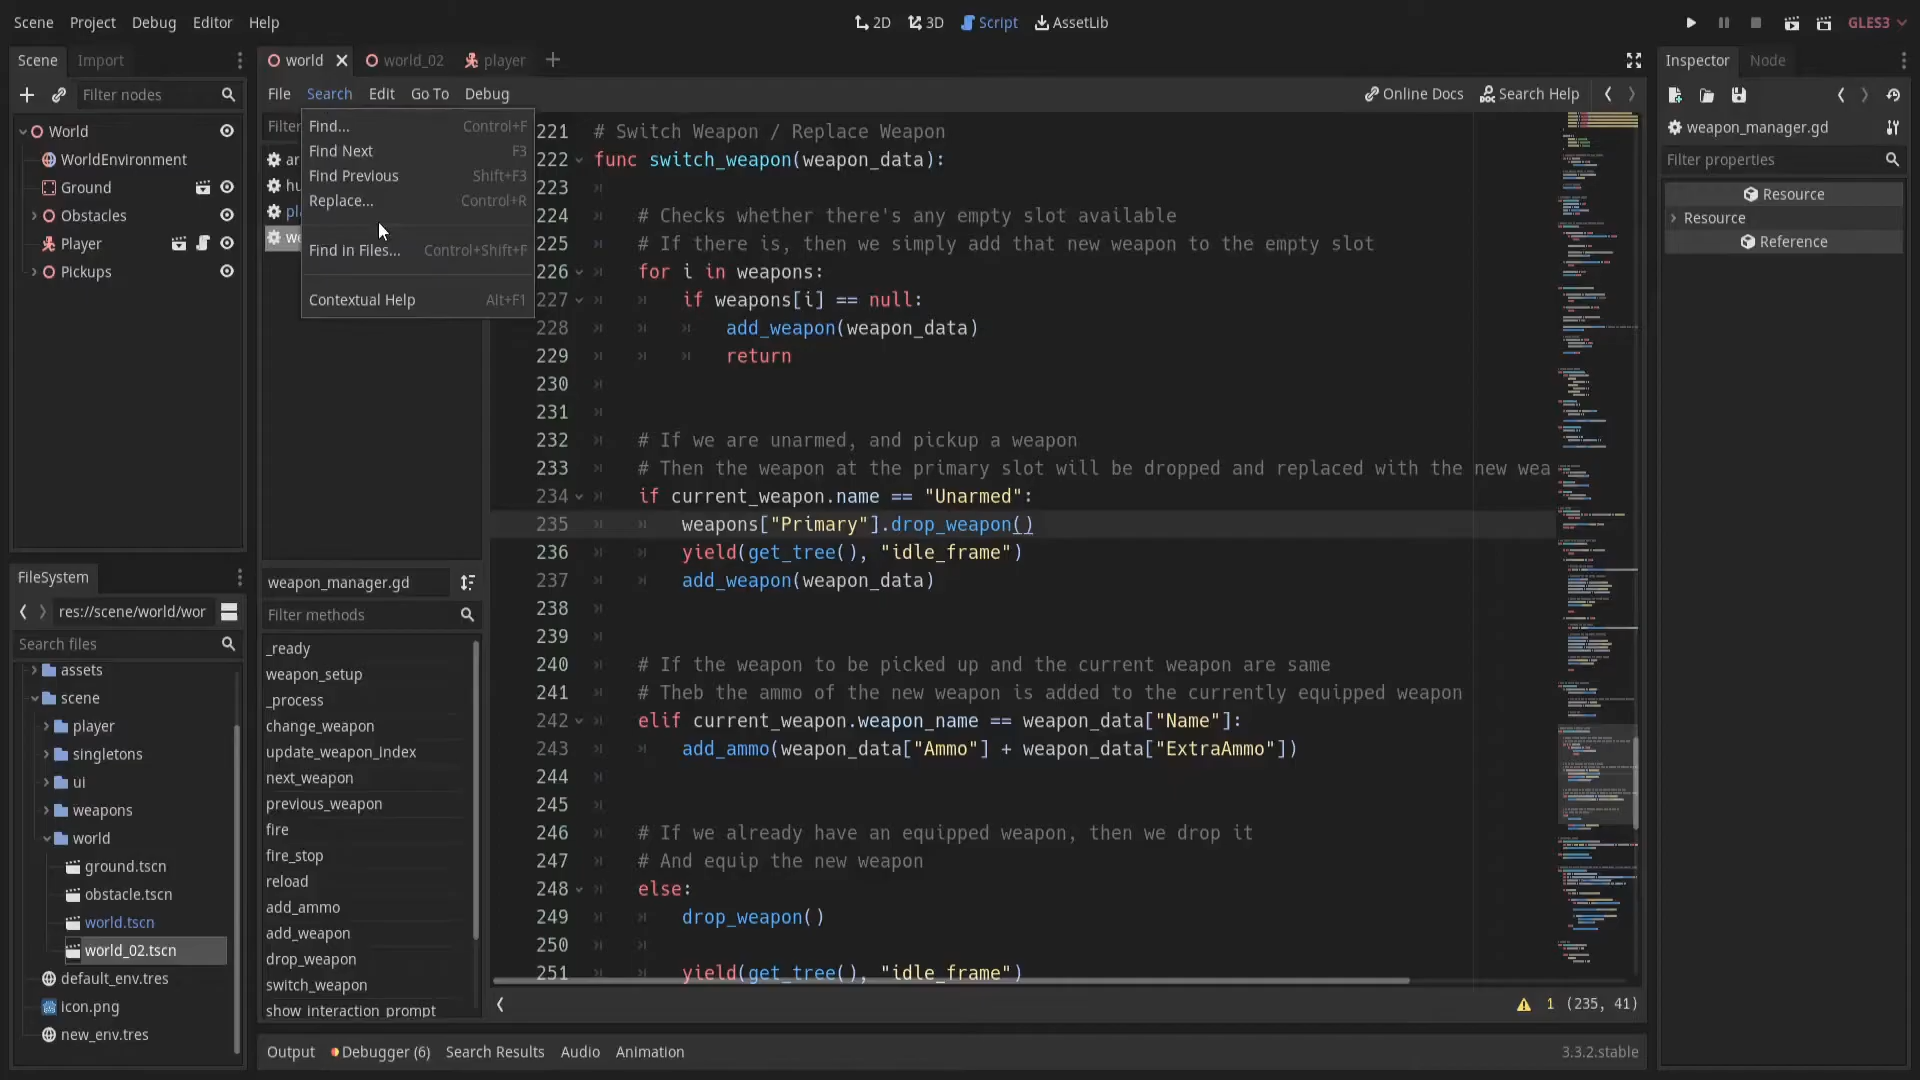 Scene Project Debug Editor Help
2D 3D Script AssetLib
GLES3
Scene Import
Filter nodes
World
WorldEnvironment
Ground
Obstacles
Player
Pickups
FileSystem
res://scene/world/wor
Search files
assets
scene
player
singletons
ui
weapons
world
ground.tscn
obstacle.tscn
world.tscn
world_02.tscn
default_env.tres
icon.png
new_env.tres
world world_02 player
File Search Edit Go To Debug
Online Docs Search Help
Filter
ar
hu
pl
we
Find... Control+F
Find Next F3
Find Previous Shift+F3
Replace... Control+R
Find in Files... Control+Shift+F
Contextual Help Alt+F1
weapon_manager.gd
Filter methods
_ready
weapon_setup
_process
change_weapon
update_weapon_index
next_weapon
previous_weapon
fire
fire_stop
reload
add_ammo
add_weapon
drop_weapon
switch_weapon
show_interaction_prompt
221 # Switch Weapon / Replace Weapon
222 func switch_weapon(weapon_data):
223
224 # Checks whether there's any empty slot available
225 # If there is, then we simply add that new weapon to the empty slot
226 for i in weapons:
227 if weapons[i] == null:
228 add_weapon(weapon_data)
229 return
230
231
232 # If we are unarmed, and pickup a weapon
233 # Then the weapon at the primary slot will be dropped and replaced with the new wea
234 if current_weapon.name == "Unarmed":
235 weapons["Primary"].drop_weapon()
236 yield(get_tree(), "idle_frame")
237 add_weapon(weapon_data)
238
239
240 # If the weapon to be picked up and the current weapon are same
241 # Theb the ammo of the new weapon is added to the currently equipped weapon
242 elif current_weapon.weapon_name == weapon_data["Name"]:
243 add_ammo(weapon_data["Ammo"] + weapon_data["ExtraAmmo"])
244
245
246 # If we already have an equipped weapon, then we drop it
247 # And equip the new weapon
248 else:
249 drop_weapon()
250
251 yield(get_tree(), "idle_frame")
1 (235, 41)
Output Debugger (6) Search Results Audio Animation
3.3.2.stable
Inspector Node
weapon_manager.gd
Filter properties
Resource
Resource
Reference